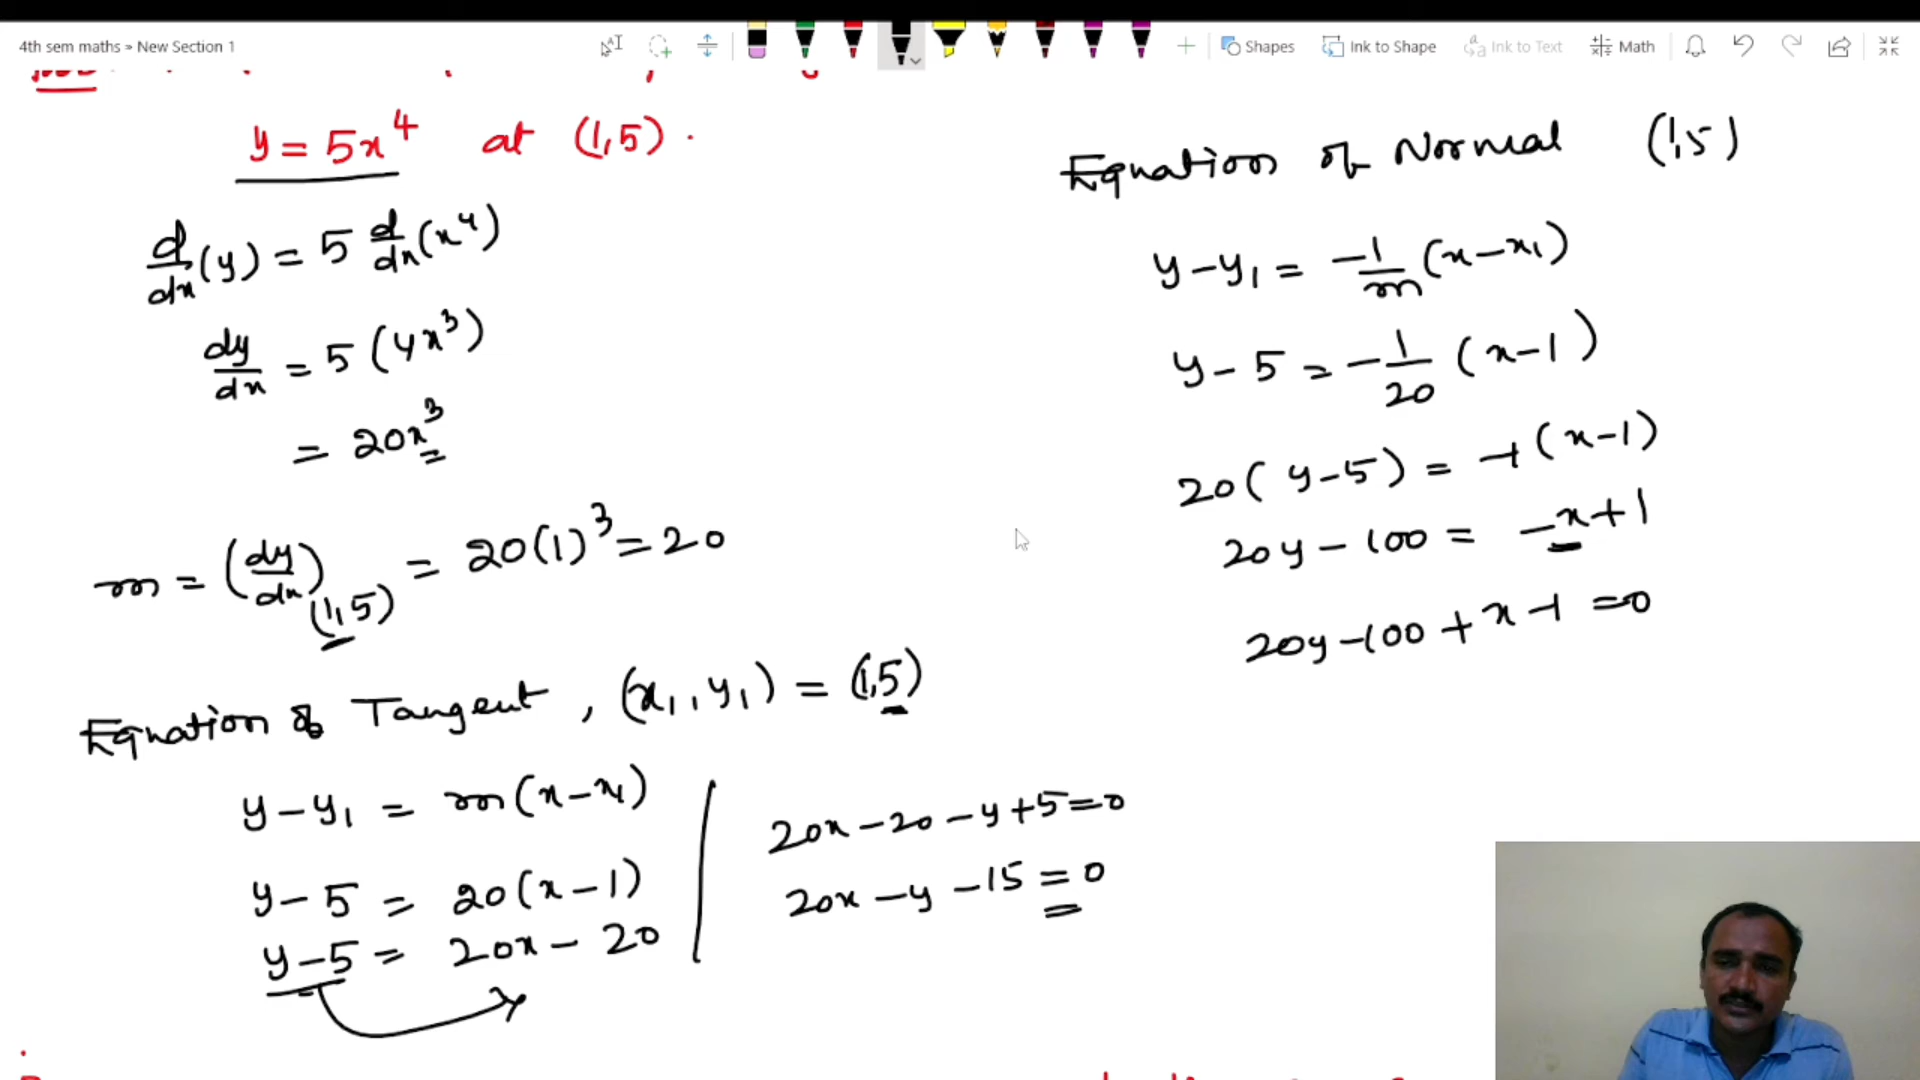 4th sem maths » New Section 1
Shapes Ink to Shape Ink to Text Math
y = 5x⁴ at (1,5).
d/dx (y) = 5 d/dx (x⁴)
dy/dx = 5 (4x³)
= 20x³
m = (dy/dx)(1,5) = 20(1)³ = 20
Equation of Tangent, (x₁, y₁) = (1,5)
y - y₁ = m(x - x₁)
y - 5 = 20(x - 1)
y - 5 = 20x - 20
20x - 20 - y + 5 = 0
20x - y - 15 = 0
Equation of Normal (1,5)
y - y₁ = -1/m (x - x₁)
y - 5 = -1/20 (x - 1)
20(y - 5) = -1(x - 1)
20y - 100 = -x + 1
20y - 100 + x - 1 = 0